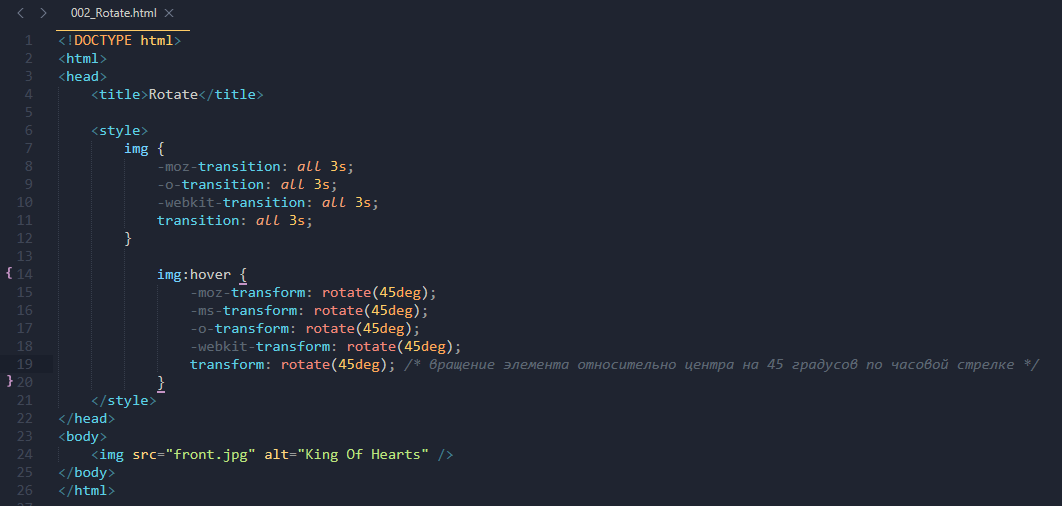 002_Rotate.html ×
1 <!DOCTYPE html>
2 <html>
3 <head>
4     <title>Rotate</title>
5
6     <style>
7         img {
8             -moz-transition: all 3s;
9             -o-transition: all 3s;
10             -webkit-transition: all 3s;
11             transition: all 3s;
12         }
13
{ 14             img:hover {
15                 -moz-transform: rotate(45deg);
16                 -ms-transform: rotate(45deg);
17                 -o-transform: rotate(45deg);
18                 -webkit-transform: rotate(45deg);
19                 transform: rotate(45deg); /* вращение элемента относительно центра на 45 градусов по часовой стрелке */
} 20             }
21     </style>
22 </head>
23 <body>
24     <img src="front.jpg" alt="King Of Hearts" />
25 </body>
26 </html>
27